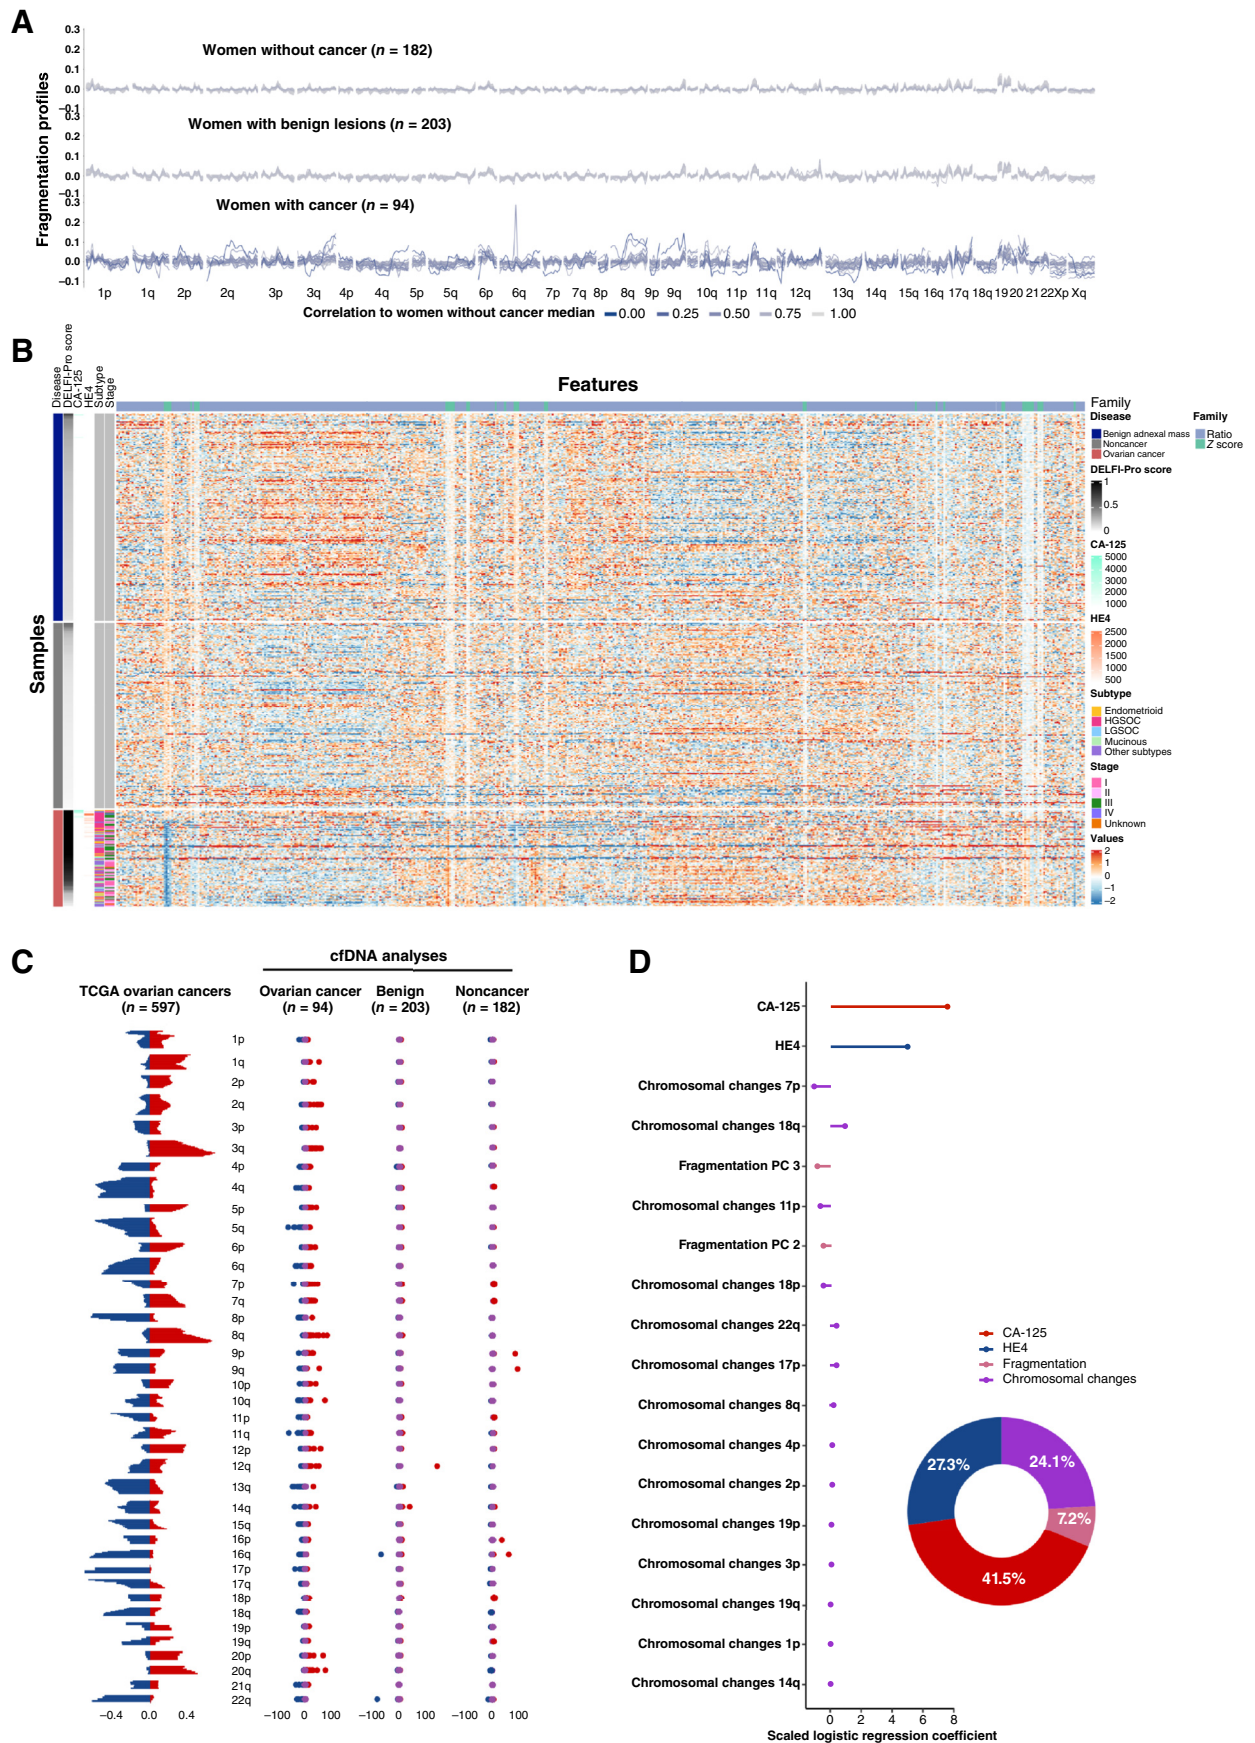 A
Fragmentation profiles
0.3
0.2
0.1
0.0
−0.1
Women without cancer (n = 182)
0.3
0.2
0.1
0.0
−0.1
Women with benign lesions (n = 203)
0.3
0.2
0.1
0.0
−0.1
Women with cancer (n = 94)
1p 1q 2p 2q 3p 3q 4p 4q 5p 5q 6p 6q 7p 7q 8p 8q 9p 9q 10q 11p 11q 12q 13q 14q 15q 16q 17q 18q 19 20 21 22 Xp Xq
Correlation to women without cancer median 0.00 0.25 0.50 0.75 1.00
B
Disease
DELFI-Pro score
CA-125
HE4
Subtype
Stage
Features
Samples
Family
Disease
Benign adnexal mass
Noncancer
Ovarian cancer
Family
Ratio
Z score
DELFI-Pro score
1
0.5
0
CA-125
5000
4000
3000
2000
1000
HE4
2500
2000
1500
1000
500
Subtype
Endometrioid
HGSOC
LGSOC
Mucinous
Other subtypes
Stage
I
II
III
IV
Unknown
Values
2
1
0
−1
−2
C
cfDNA analyses
TCGA ovarian cancers
(n = 597)
Ovarian cancer
(n = 94)
Benign
(n = 203)
Noncancer
(n = 182)
1p
1q
2p
2q
3p
3q
4p
4q
5p
5q
6p
6q
7p
7q
8p
8q
9p
9q
10p
10q
11p
11q
12p
12q
13q
14q
15q
16p
16q
17p
17q
18p
18q
19p
19q
20p
20q
21q
22q
−0.4 0.0 0.4
−100 0 100
−100 0 100
−100 0 100
D
CA-125
HE4
Chromosomal changes 7p
Chromosomal changes 18q
Fragmentation PC 3
Chromosomal changes 11p
Fragmentation PC 2
Chromosomal changes 18p
Chromosomal changes 22q
Chromosomal changes 17p
Chromosomal changes 8q
Chromosomal changes 4p
Chromosomal changes 2p
Chromosomal changes 19p
Chromosomal changes 3p
Chromosomal changes 19q
Chromosomal changes 1p
Chromosomal changes 14q
0 2 4 6 8
Scaled logistic regression coefficient
CA-125
HE4
Fragmentation
Chromosomal changes
27.3%
24.1%
7.2%
41.5%